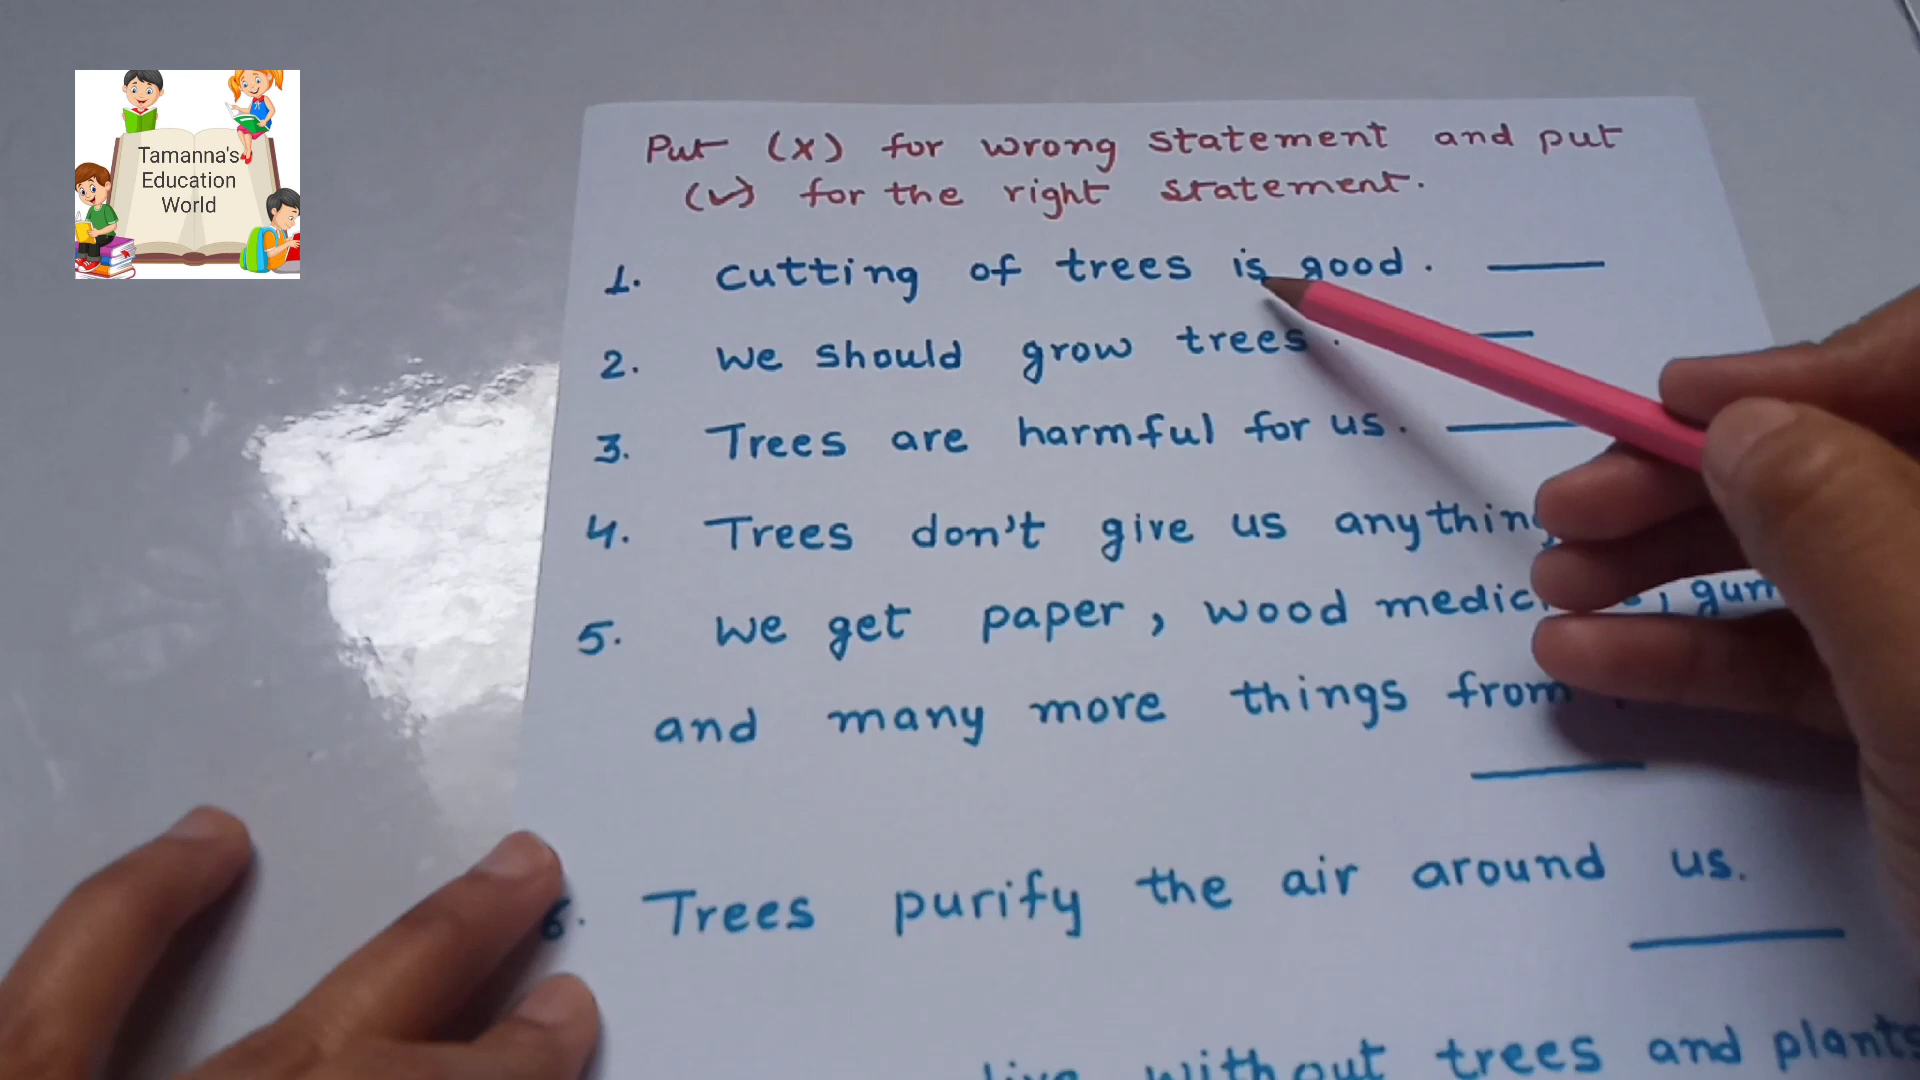 Tamanna's
Education
World
Put (x) for wrong statement and put
(✓) for the right statement.
1. cutting of trees is good.
2. we should grow trees.
3. Trees are harmful for us.
4. Trees don't give us
5. we get paper, wood
and many more things from
6. Trees purify the air around us.
without trees and plants